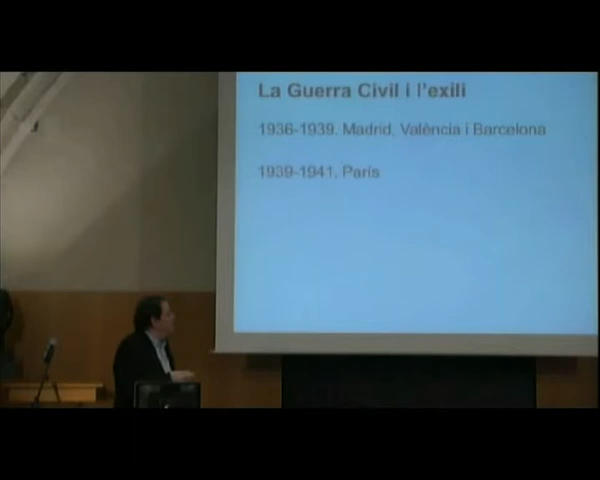 La Guerra Civil i l'exili
1936-1939. Madrid, València i Barcelona
1939-1941. París